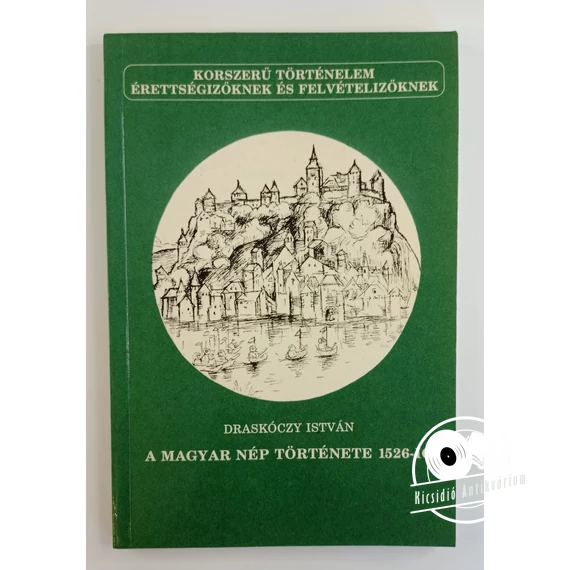 KORSZERŰ TÖRTÉNELEM
ÉRETTSÉGIZŐKNEK ÉS FELVÉTELIZŐKNEK
DRASKÓCZY ISTVÁN
A MAGYAR NÉP TÖRTÉNETE 1526-
Kicsidió Antikvárium